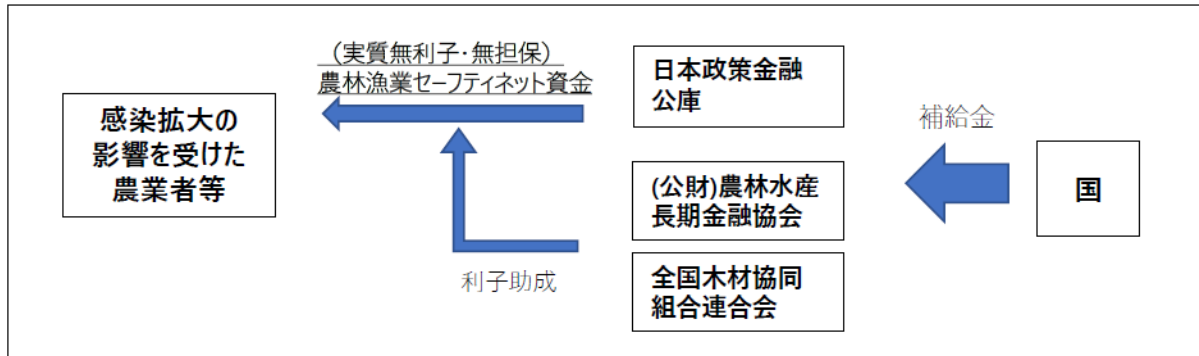 （実質無利子・無担保）
農林漁業セーフティネット資金
感染拡大の
影響を受けた
農業者等
利子助成
日本政策金融
公庫
(公財)農林水産
長期金融協会
全国木材協同
組合連合会
補給金
国